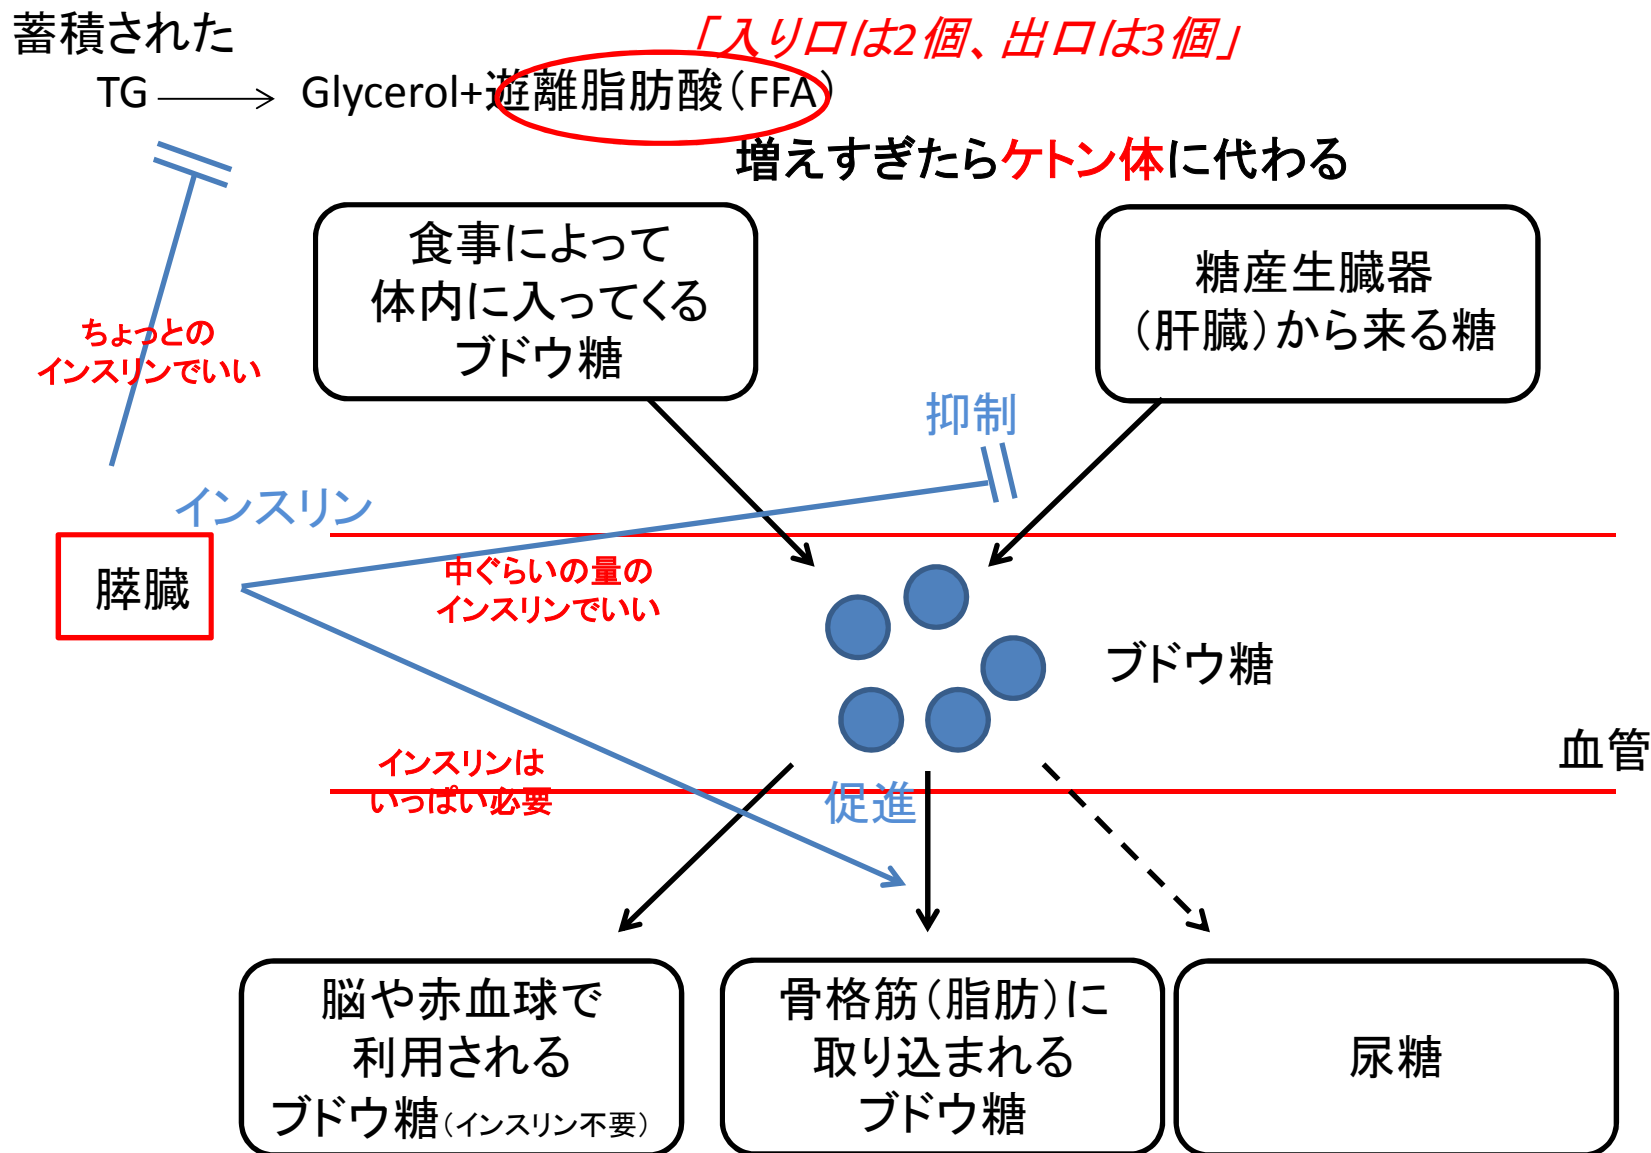 蓄積された
「入り口は2個、出口は3個」
TG Glycerol+遊離脂肪酸(FFA)
増えすぎたらケトン体に代わる
食事によって
体内に入ってくる
ブドウ糖
糖産生臓器
(肝臓)から来る糖
ちょっとの
インスリンでいい
抑制
インスリン
膵臓
中ぐらいの量の
インスリンでいい
ブドウ糖
血管
インスリンは
いっぱい必要
促進
脳や赤血球で
利用される
ブドウ糖(インスリン不要)
骨格筋(脂肪)に
取り込まれる
ブドウ糖
尿糖